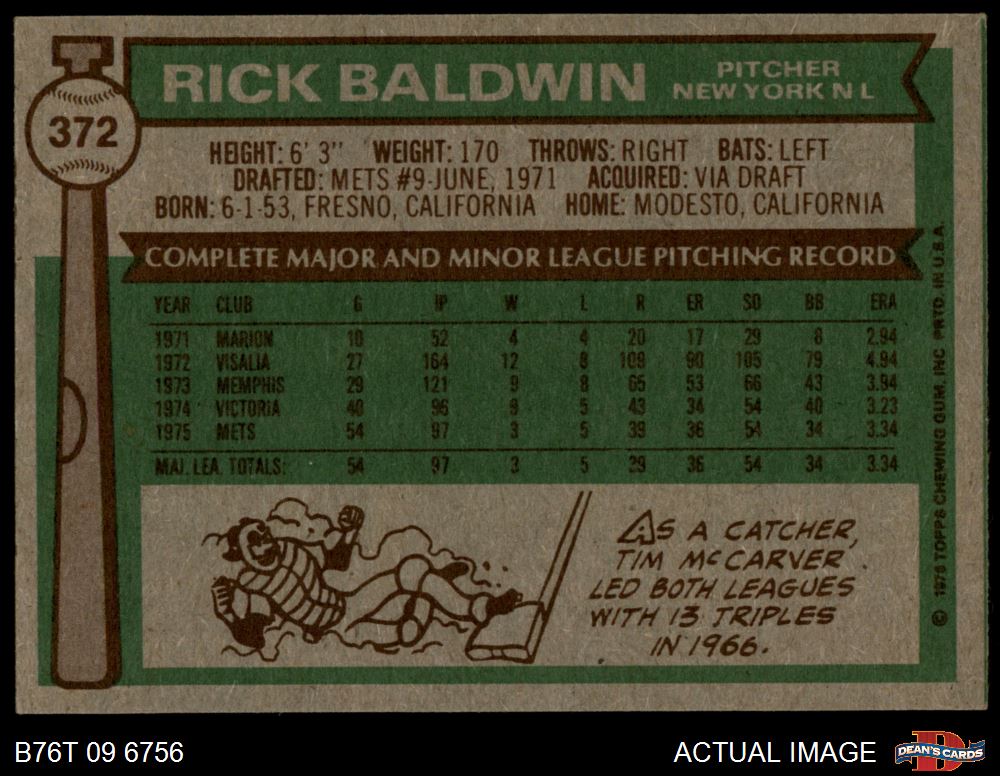 RICK BALDWIN
PITCHER
NEW YORK N L
372
HEIGHT: 6' 3" WEIGHT: 170 THROWS: RIGHT BATS: LEFT
DRAFTED: METS #9-JUNE, 1971 ACQUIRED: VIA DRAFT
BORN: 6-1-53, FRESNO, CALIFORNIA HOME: MODESTO, CALIFORNIA
COMPLETE MAJOR AND MINOR LEAGUE PITCHING RECORD
YEAR CLUB G IP W L R ER SO BB ERA
1971 MARION 10 52 4 4 20 17 29 8 2.94
1972 VISALIA 27 164 12 8 109 90 105 79 4.94
1973 MEMPHIS 29 121 9 8 65 53 66 43 3.94
1974 VICTORIA 40 96 9 5 43 34 54 40 3.23
1975 METS 54 97 3 5 39 36 54 34 3.34
MAJ. LEA. TOTALS: 54 97 3 5 39 36 54 34 3.34
AS A CATCHER,
TIM McCARVER
LED BOTH LEAGUES
WITH 13 TRIPLES
IN 1966.
© 1976 TOPPS CHEWING GUM, INC PRTD. IN U.S.A.
B76T 09 6756
ACTUAL IMAGE
DEAN'S CARDS